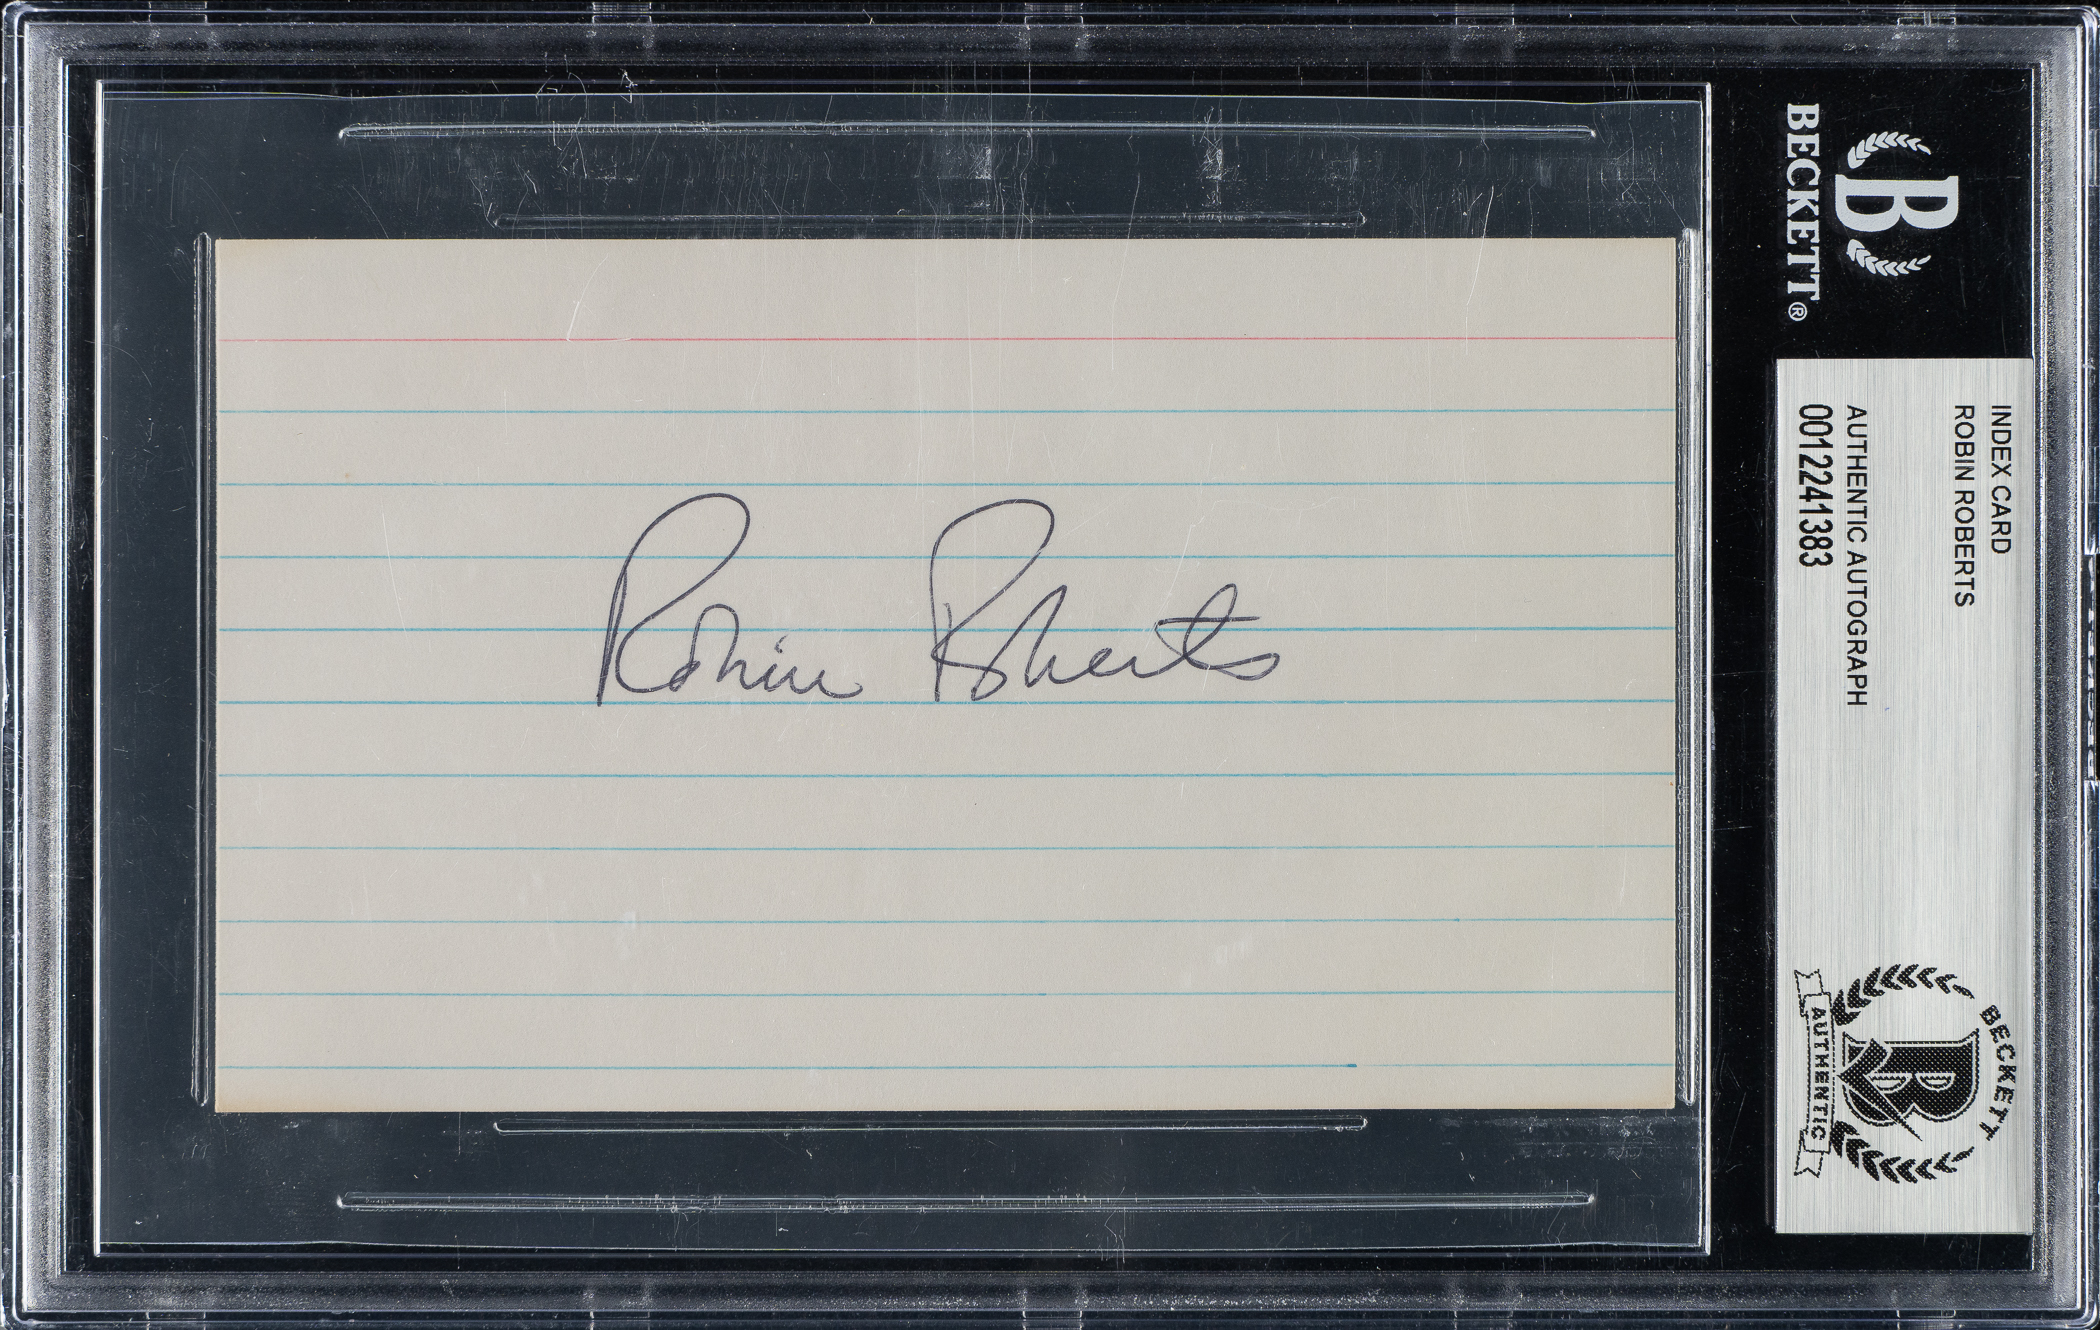 Robin Roberts
B
BECKETT®
INDEX CARD
ROBIN ROBERTS
AUTHENTIC AUTOGRAPH
0012241383
BECKETT
B
AUTHENTIC